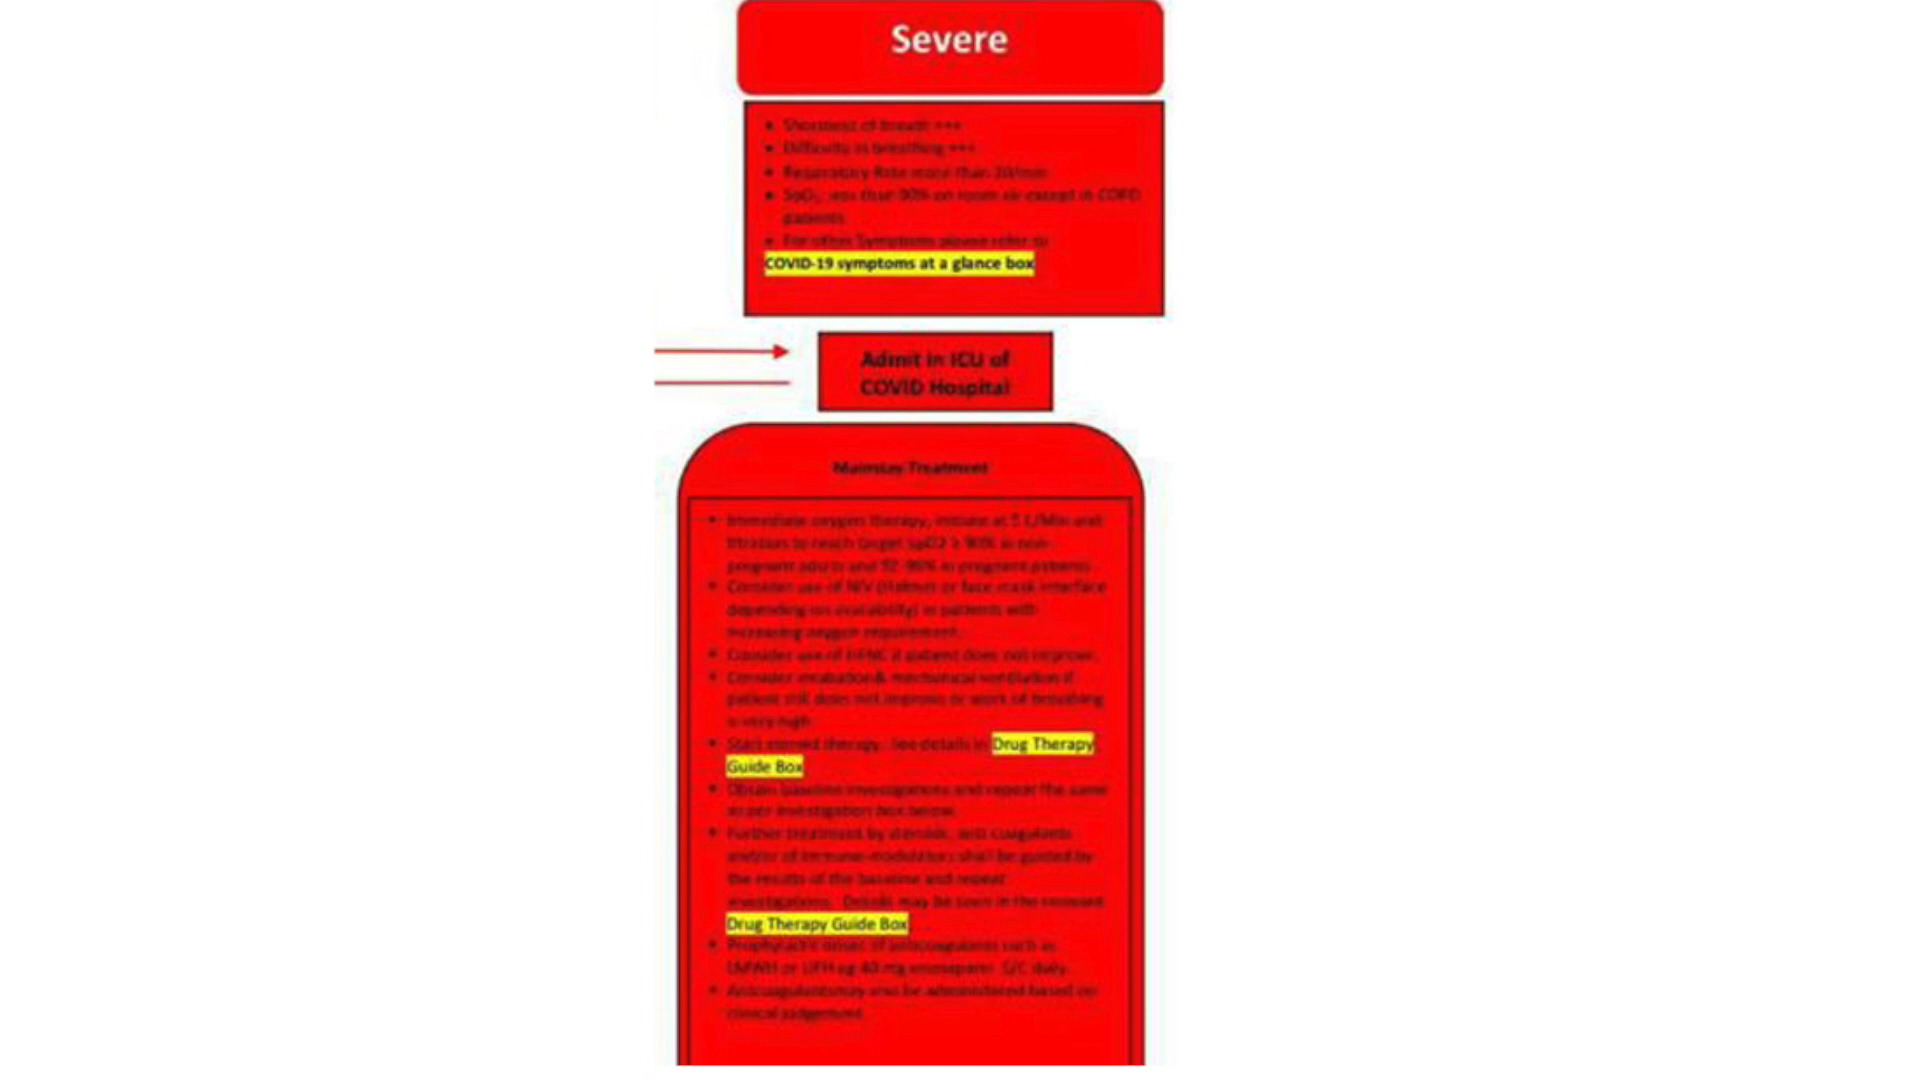 Severe
• Shortness of breath +++
• Difficulty in breathing +++
• Respiratory Rate more than
• SpO₂, less than 90% on room air except in COPD
patients
• For other Symptoms please refer to
COVID-19 symptoms at a glance box
Admit in ICU of
COVID Hospital
Mainstay Treatment
• Immediate oxygen therapy, initiate at 5 L/Min and
titration to reach target SpO2 ≥ 90% in non-
pregnant adults and 92-96% in pregnant patients.
• Consider use of NIV (Helmet or face mask interface
depending on availability) in patients with
increasing oxygen requirement.
• Consider use of HFNC if patient does not improve.
• Consider intubation & mechanical ventilation if
patient still does not improve or work of breathing
is very high
• Start steroid therapy. See details in Drug Therapy
Guide Box
• Obtain baseline investigations and repeat the same
as per investigation box below.
• Further treatment by steroids, anti coagulants
and/or immune-modulators shall be guided by
the results of the baseline and repeat
investigations. Details may be seen in the relevant
Drug Therapy Guide Box
• Prophylactic doses of anticoagulants such as
LMWH or UFH eg 40 mg enoxaparin S/C daily.
• Anticoagulants may also be administered based on
clinical judgement.